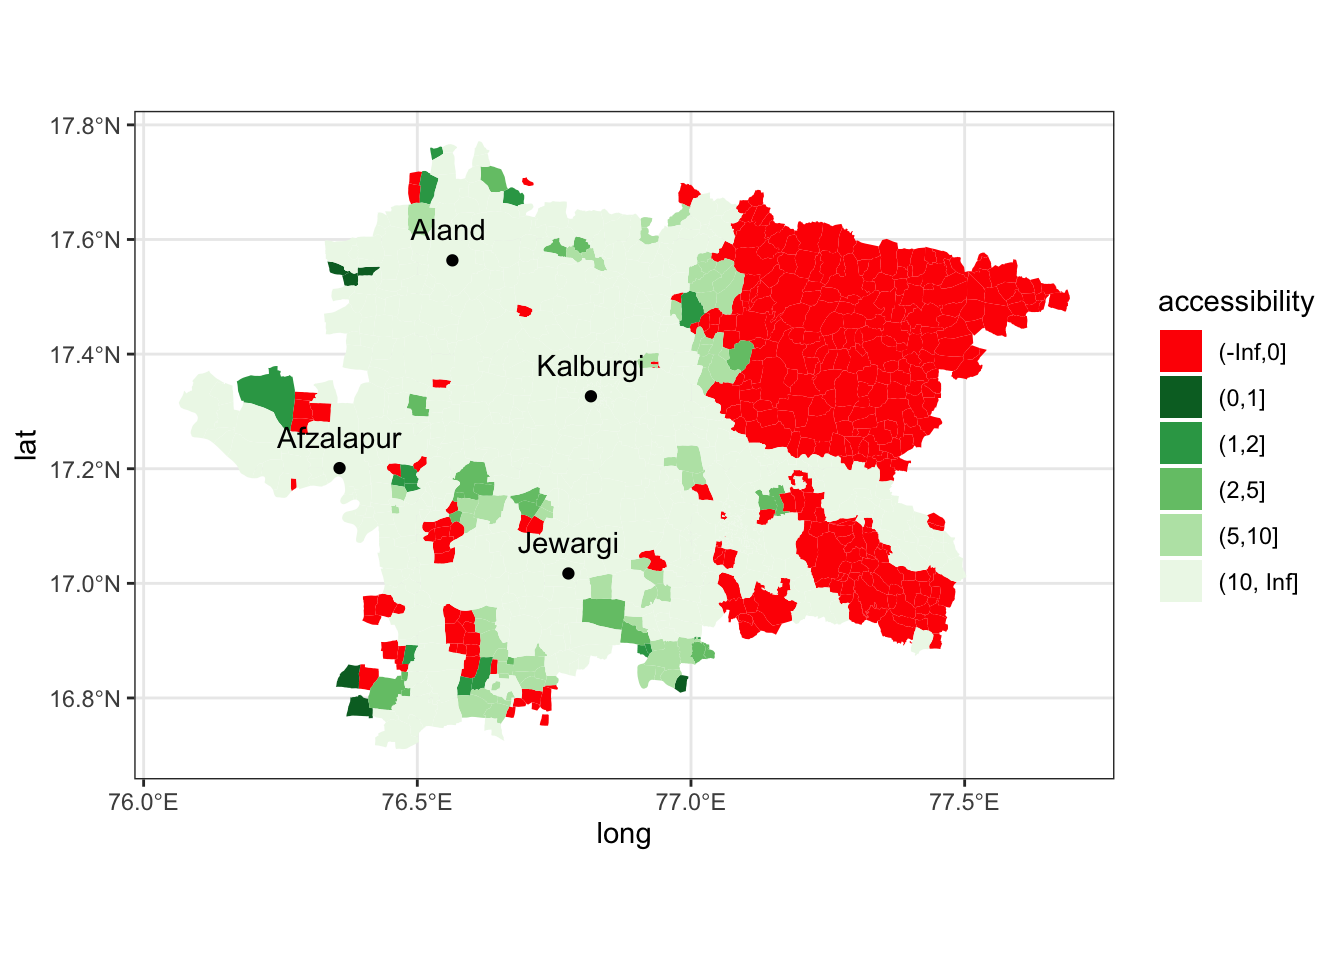 17.8°N
17.6°N
17.4°N
17.2°N
17.0°N
16.8°N
lat
Aland
Kalburgi
Afzalapur
Jewargi
76.0°E
76.5°E
77.0°E
77.5°E
long
accessibility
(-Inf,0]
(0,1]
(1,2]
(2,5]
(5,10]
(10, Inf]